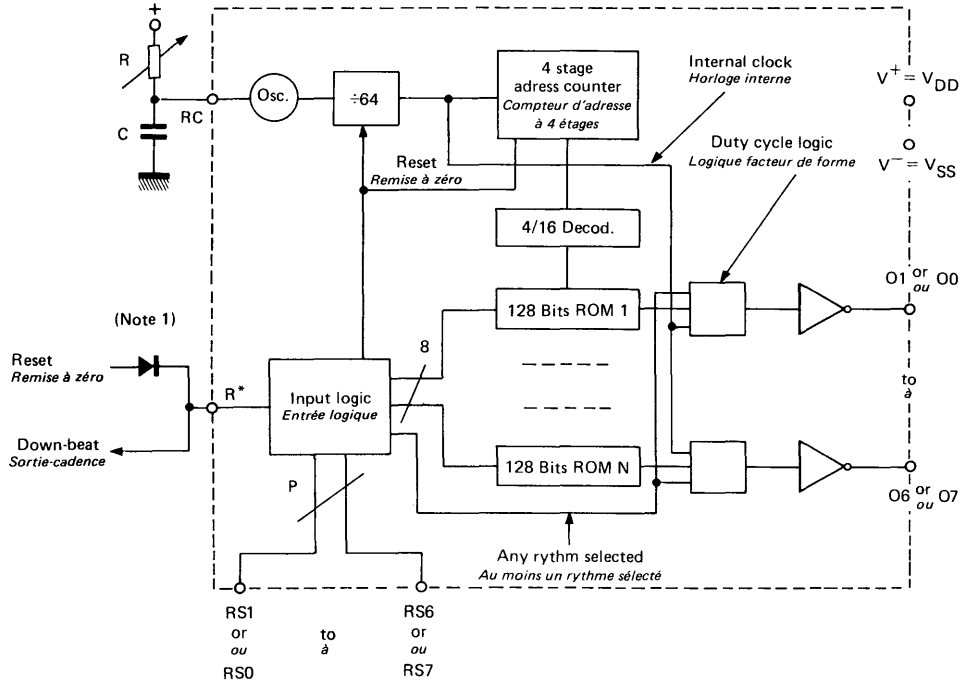 +
R
C
RC
Osc.
÷64
4 stage
adress counter
Compteur d'adresse
à 4 étages
Internal clock
Horloge interne
V+ = VDD
V− = VSS
Duty cycle logic
Logique facteur de forme
Reset
Remise à zéro
4/16 Decod.
128 Bits ROM 1
O1 or ou O0
(Note 1)
Reset
Remise à zéro
R*
Input logic
Entrée logique
8
to
à
Down-beat
Sortie-cadence
128 Bits ROM N
P
O6 or ou O7
Any rythm selected
Au moins un rythme sélecté
RS1
or
ou
RS0
to
à
RS6
or
ou
RS7